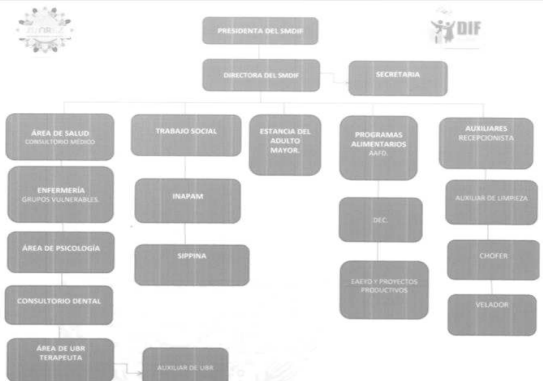 DIF
PRESIDENTA DEL SMDIF
DIRECTORA DEL SMDIF
SECRETARIA
ÁREA DE SALUD
CONSULTORIO MÉDICO
ENFERMERÍA
GRUPOS VULNERABLES.
ÁREA DE PSICOLOGÍA
CONSULTORIO DENTAL
ÁREA DE UBR
TERAPEUTA
AUXILIAR DE UBR
TRABAJO SOCIAL
INAPAM
SIPPINA
ESTANCIA DEL
ADULTO
MAYOR.
PROGRAMAS
ALIMENTARIOS
DEC.
Y PROYECTOS
PRODUCTIVOS
AUXILIARES
RECEPCIONISTA
AUXILIAR DE LIMPIEZA
CHOFER
VELADOR